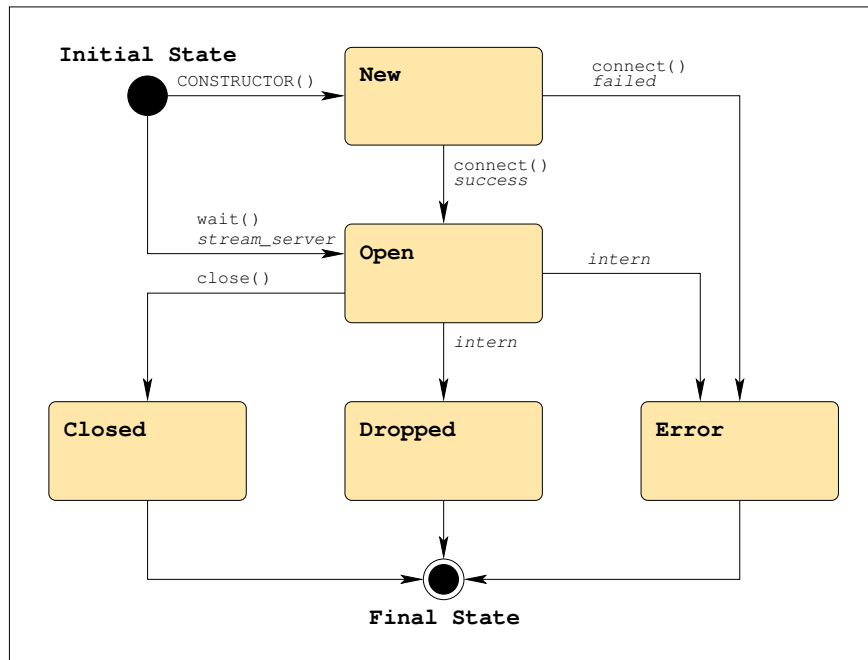 Initial State
CONSTRUCTOR()
New
connect()
failed
connect()
success
wait()
stream_server
Open
intern
close()
intern
Closed
Dropped
Error
Final State